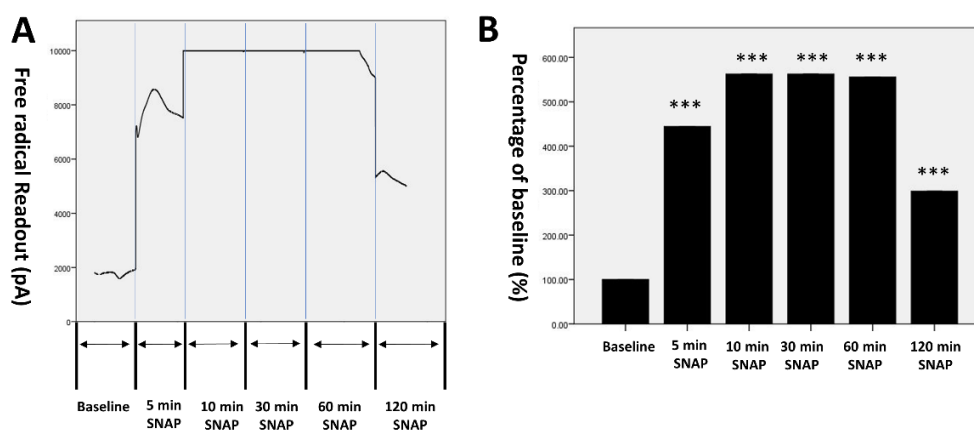 A
Free radical Readout (pA)
10000
8000
6000
4000
2000
0
Baseline
5 min
SNAP
10 min
SNAP
30 min
SNAP
60 min
SNAP
120 min
SNAP
B
Percentage of baseline (%)
600.00
500.00
400.00
300.00
200.00
100.00
0.00
***
***
***
***
***
Baseline
5 min
SNAP
10 min
SNAP
30 min
SNAP
60 min
SNAP
120 min
SNAP